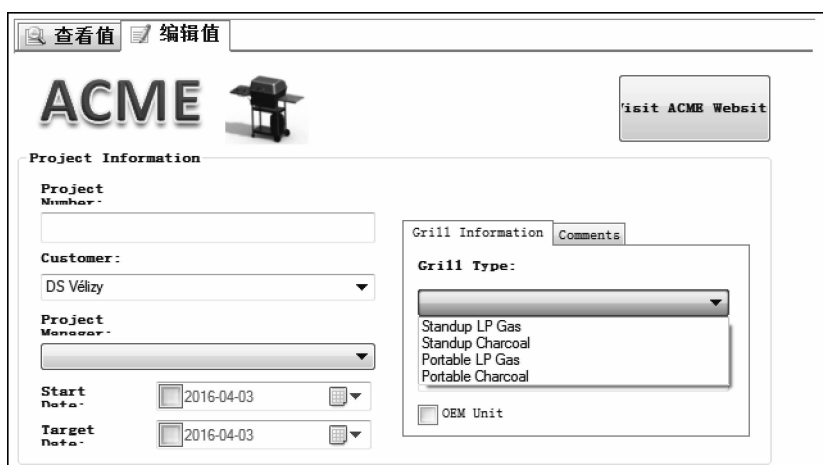 查看值
编辑值
ACME
Visit ACME Websit
Project Information
Project
Number:
Customer:
DS Vélizy
Project
Manager:
Start
Date:
2016-04-03
Target
Date:
2016-04-03
Grill Information
Comments
Grill Type:
Standup LP Gas
Standup Charcoal
Portable LP Gas
Portable Charcoal
OEM Unit